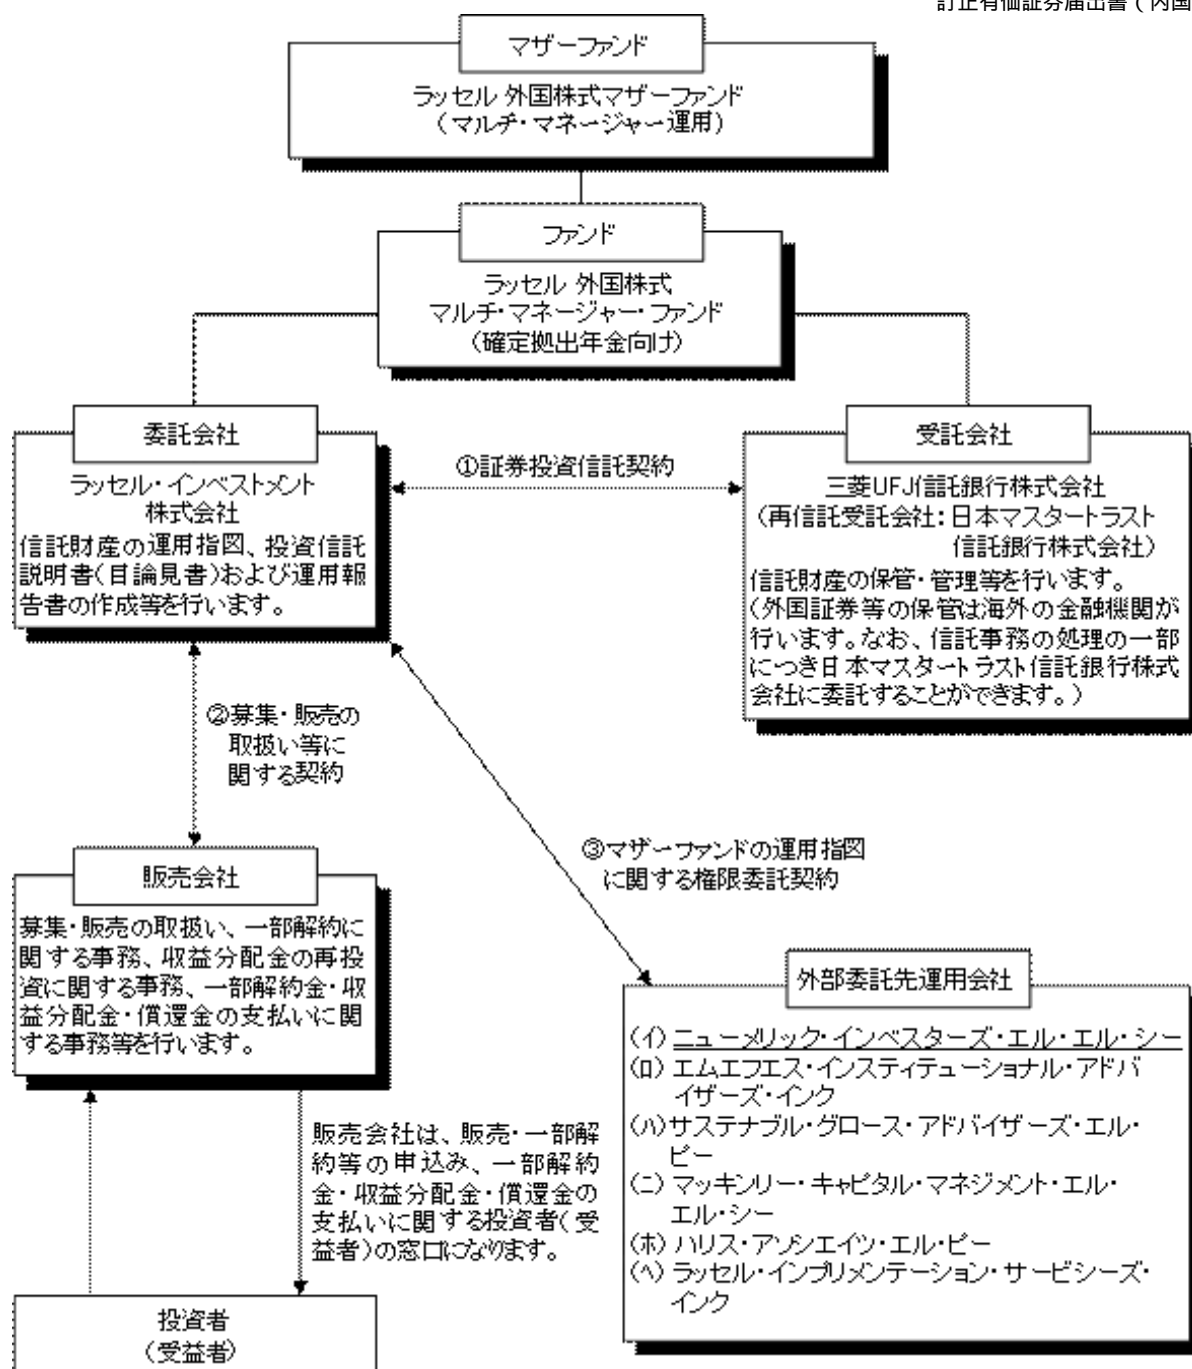 訂正有価証券届出書(内国
マザーファンド
ラッセル 外国株式マザーファンド
(マルチ・マネージャー運用)
ファンド
ラッセル 外国株式
マルチ・マネージャー・ファンド
(確定拠出年金向け)
委託会社
ラッセル・インベストメント
株式会社
信託財産の運用指図、投資信託
説明書(目論見書)および運用報
告書の作成等を行います。
①証券投資信託契約
受託会社
三菱UFJ信託銀行株式会社
(再信託受託会社:日本マスタートラスト
信託銀行株式会社)
信託財産の保管・管理等を行います。
(外国証券等の保管は海外の金融機関が
行います。なお、信託事務の処理の一部
につき日本マスタートラスト信託銀行株式
会社に委託することができます。)
②募集・販売の
取扱い等に
関する契約
③マザーファンドの運用指図
に関する権限委託契約
販売会社
募集・販売の取扱い、一部解約に
関する事務、収益分配金の再投
資に関する事務、一部解約金・収
益分配金・償還金の支払いに関
する事務等を行います。
外部委託先運用会社
(イ) ニューメリック・インベスターズ・エル・エル・シー
(ロ) エムエフエス・インスティテューショナル・アドバ
イザーズ・インク
(ハ) サステナブル・グロース・アドバイザーズ・エル・
ピー
(ニ) マッキンリー・キャピタル・マネジメント・エル・
エル・シー
(ホ) ハリス・アソシエイツ・エル・ピー
(ヘ) ラッセル・インプリメンテーション・サービシーズ・
インク
販売会社は、販売・一部解
約等の申込み、一部解約
金・収益分配金・償還金の
支払いに関する投資者(受
益者)の窓口になります。
投資者
(受益者)